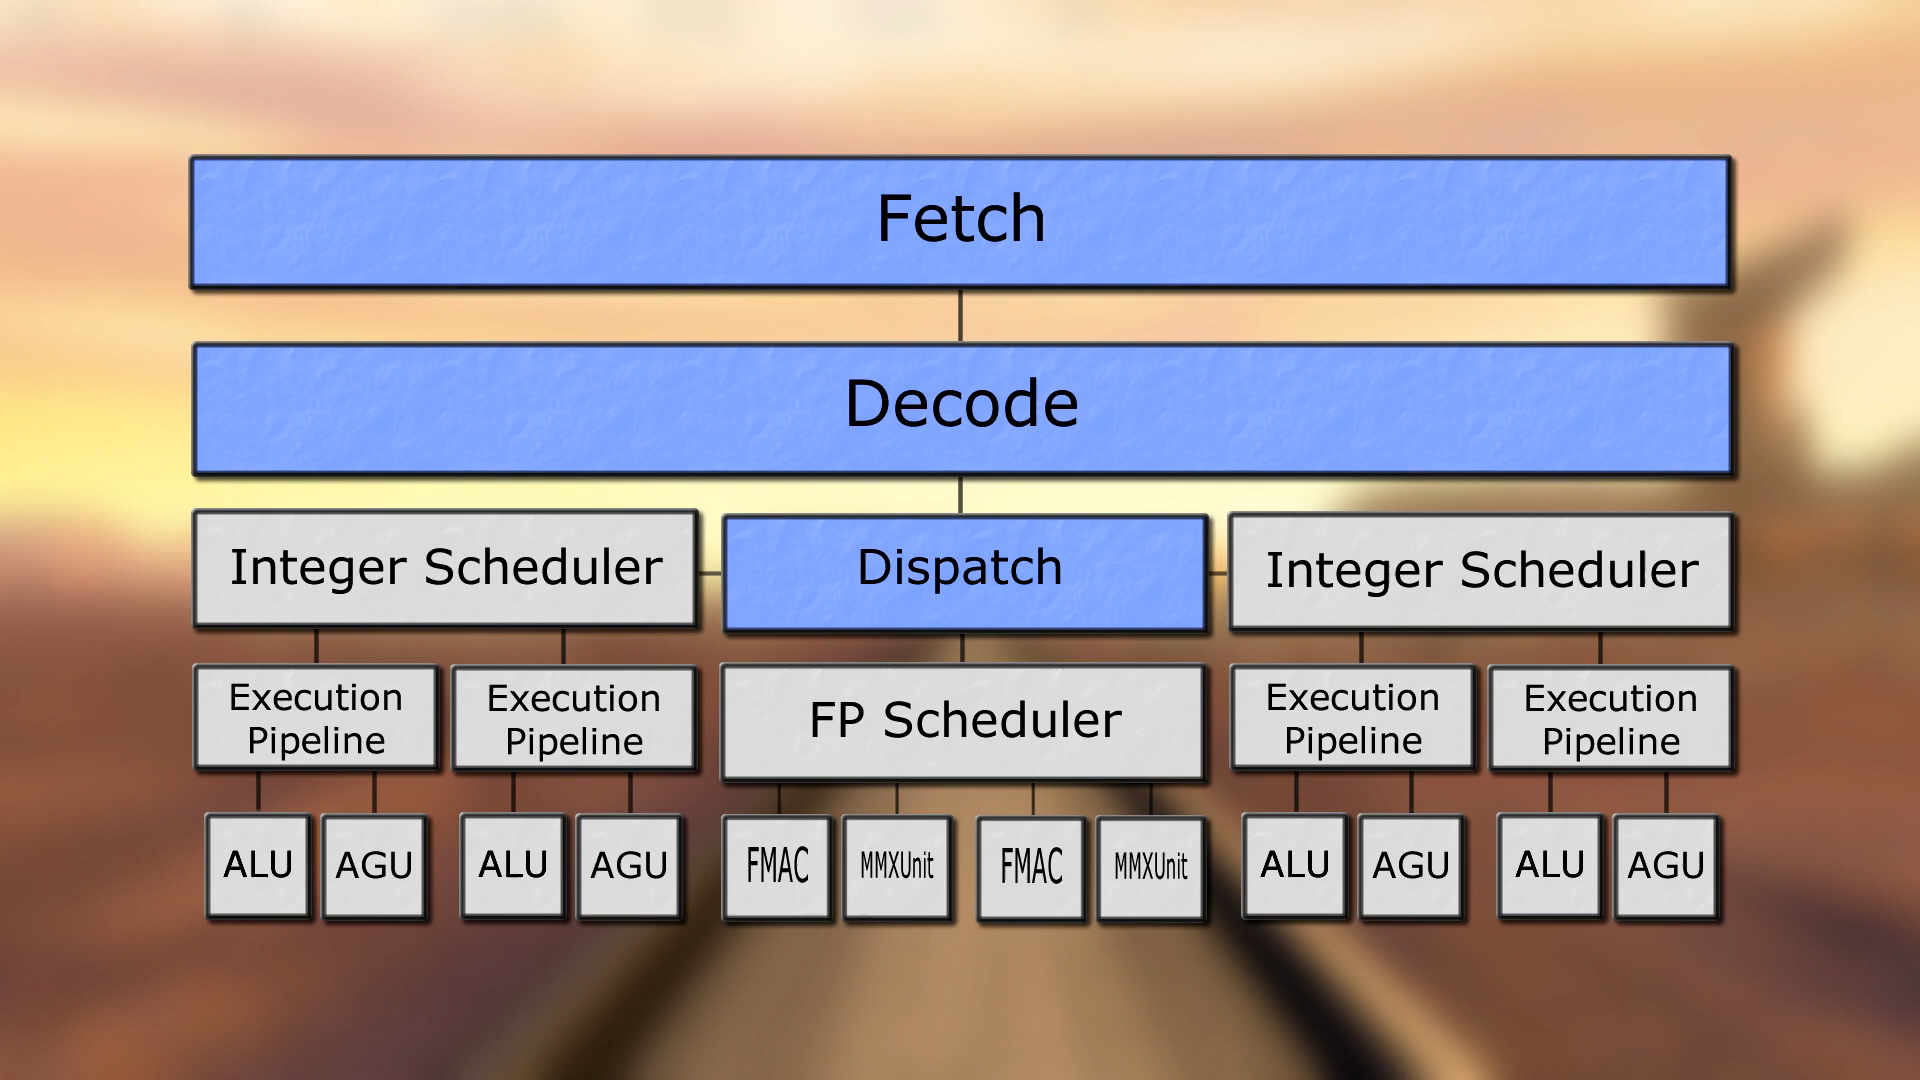 Fetch
Decode
Integer Scheduler
Dispatch
Integer Scheduler
Execution
Pipeline
Execution
Pipeline
FP Scheduler
Execution
Pipeline
Execution
Pipeline
ALU
AGU
ALU
AGU
FMAC
MMXUnit
FMAC
MMXUnit
ALU
AGU
ALU
AGU